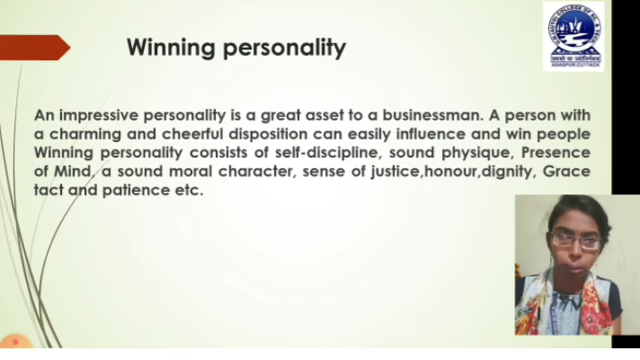 Winning personality
An impressive personality is a great asset to a businessman. A person with
a charming and cheerful disposition can easily influence and win people
Winning personality consists of self-discipline, sound physique, Presence
of Mind, a sound moral character, sense of justice,honour,dignity, Grace
tact and patience etc.